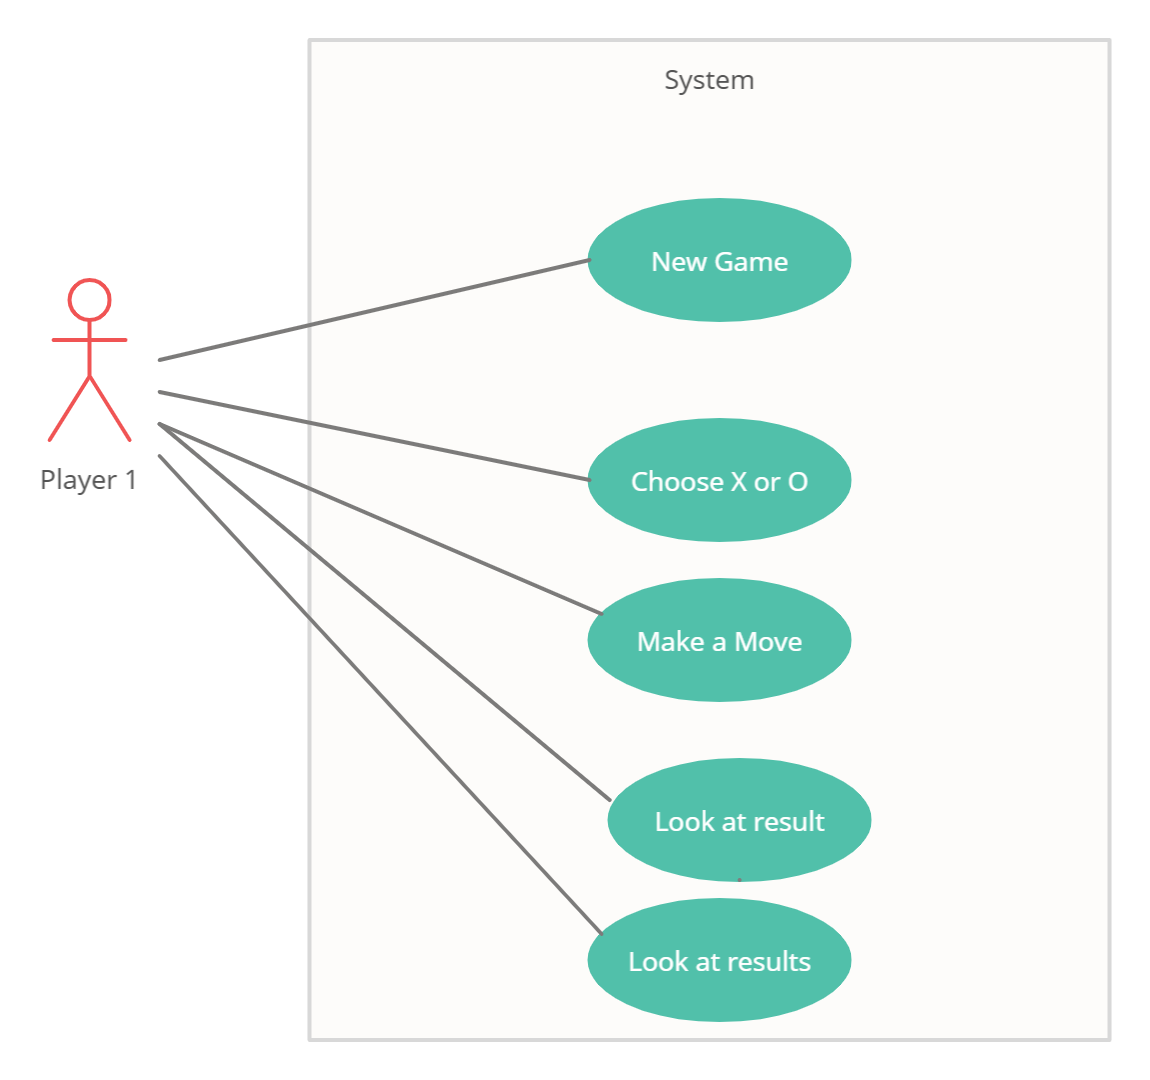 System
New Game
Player 1
Choose X or O
Make a Move
Look at result
Look at results